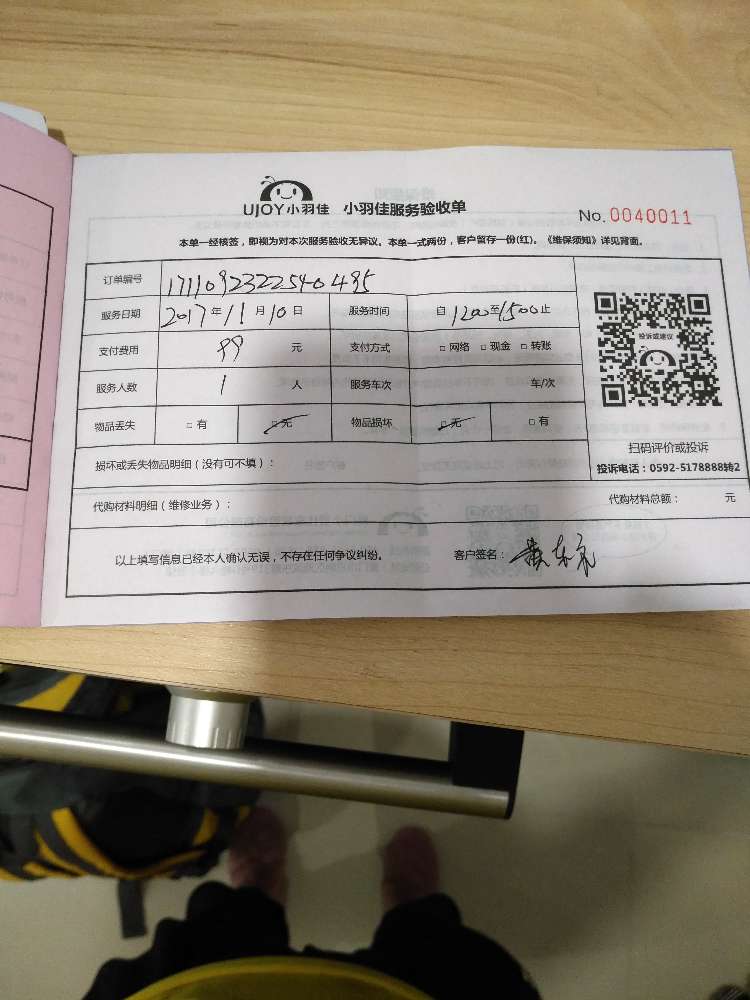 UJOY小羽佳 小羽佳服务验收单
No.0040011
本单一经核签，即视为对本次服务验收无异议。本单一式两份，客户留存一份(红)。《维保须知》详见背面。
订单编号 1711092322540495
服务日期 2017年11月10日 服务时间 自1200至1500止
支付费用 99 元 支付方式 □网络 □现金 □转账
投诉或建议
服务人数 1 人 服务车次 车/次
物品丢失 □有 □无 物品损坏 □无 □有
扫码评价或投诉
损坏或丢失物品明细（没有可不填）：
投诉电话：0592-5178888转2
代购材料明细（维修业务）： 代购材料总额： 元
以上填写信息已经本人确认无误，不存在任何争议纠纷。 客户签名：